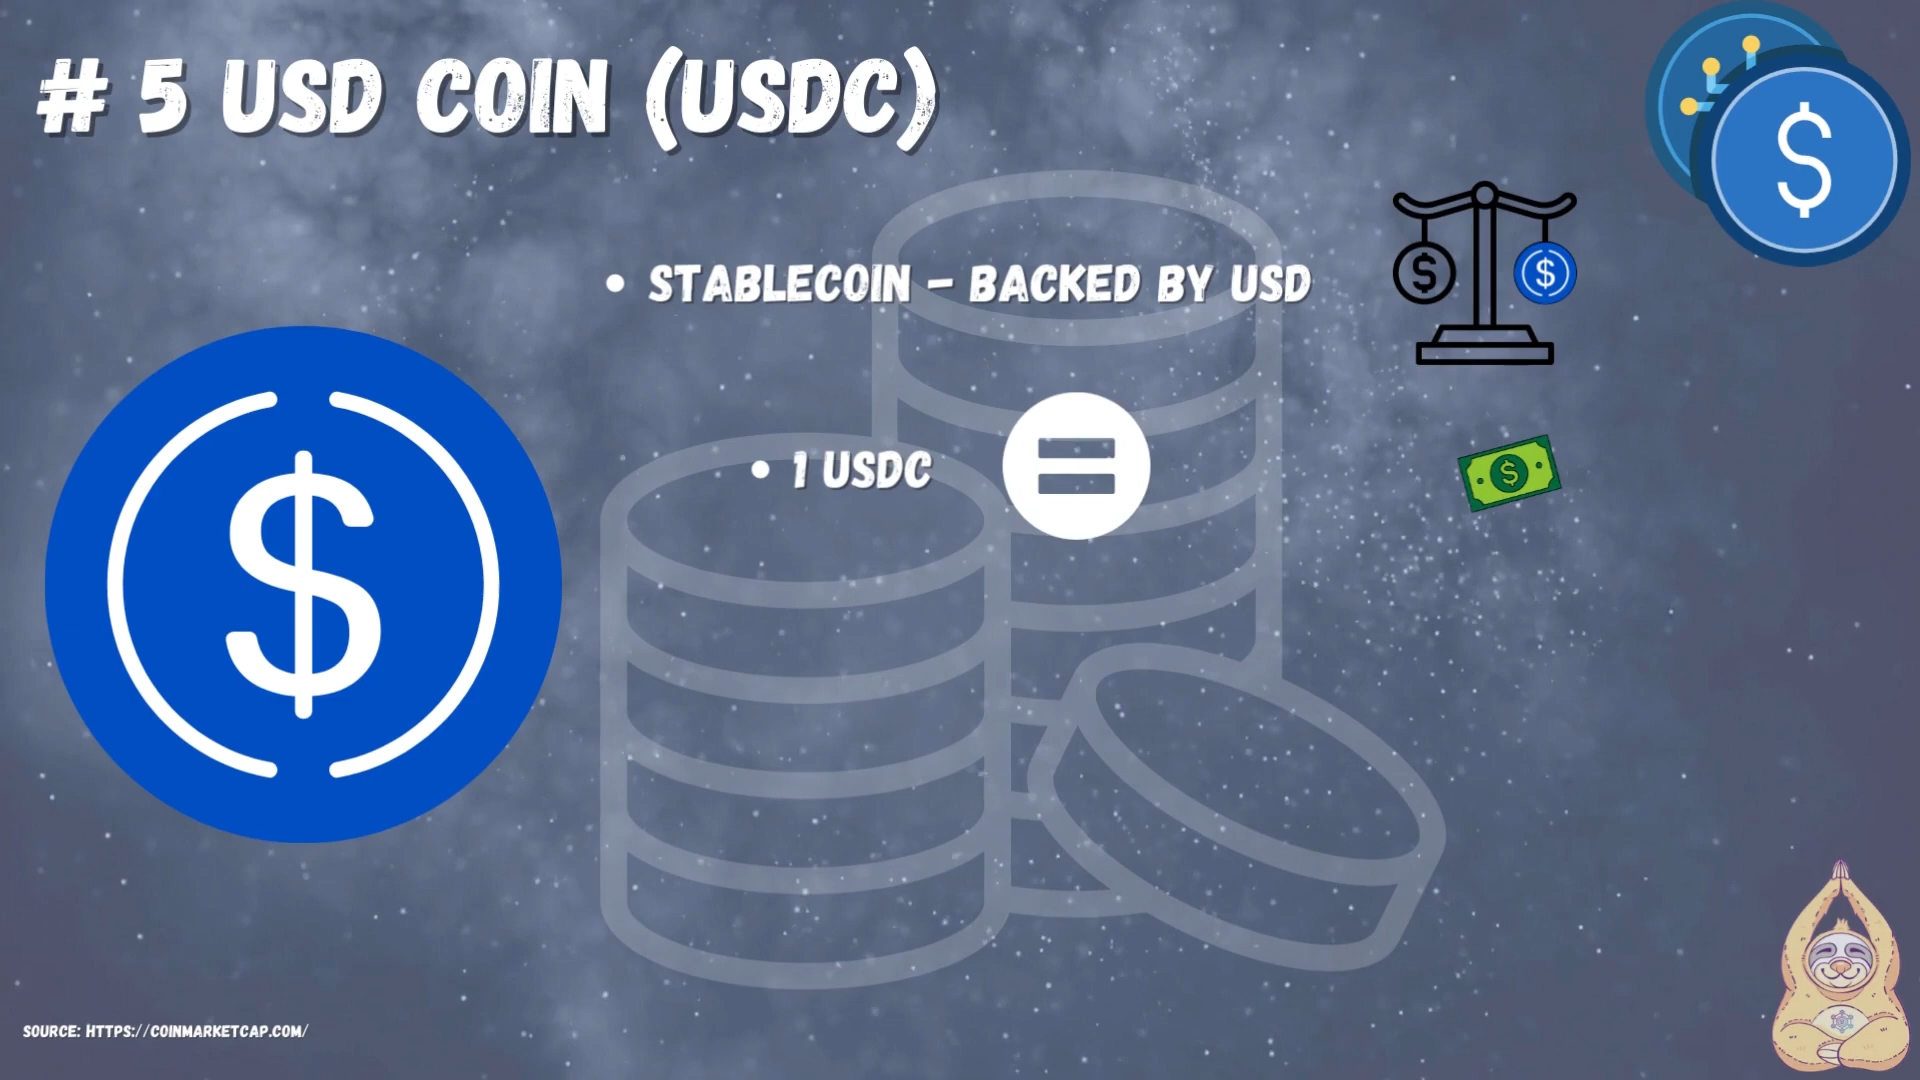 # 5 USD COIN (USDC)
• STABLECOIN – BACKED BY USD
• 1 USDC
SOURCE: HTTPS://COINMARKETCAP.COM/